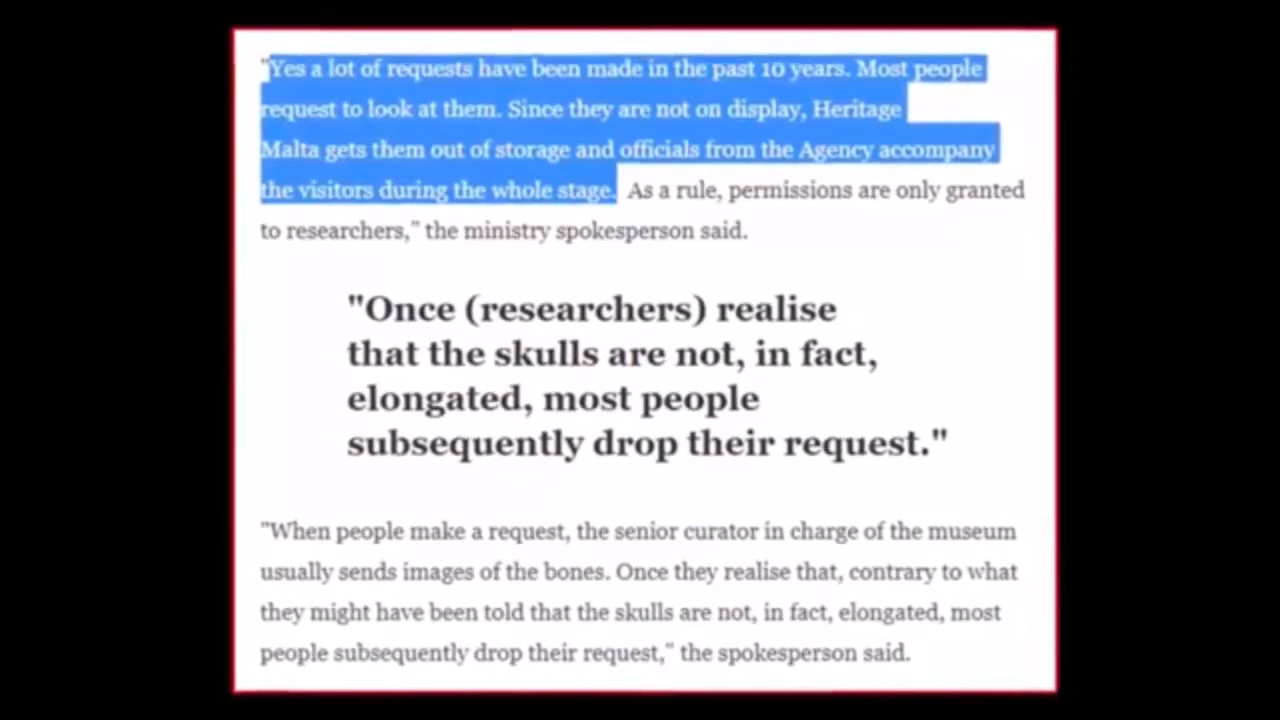 "Yes a lot of requests have been made in the past 10 years. Most people
request to look at them. Since they are not on display, Heritage
Malta gets them out of storage and officials from the Agency accompany
the visitors during the whole stage. As a rule, permissions are only granted
to researchers," the ministry spokesperson said.
"Once (researchers) realise
that the skulls are not, in fact,
elongated, most people
subsequently drop their request."
"When people make a request, the senior curator in charge of the museum
usually sends images of the bones. Once they realise that, contrary to what
they might have been told that the skulls are not, in fact, elongated, most
people subsequently drop their request," the spokesperson said.